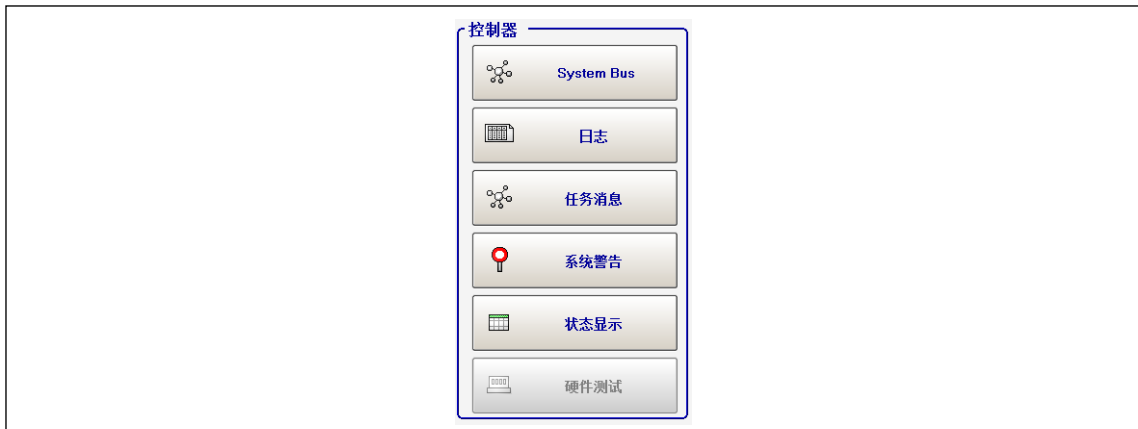 控制器
System Bus
日志
任务消息
系统警告
状态显示
硬件测试